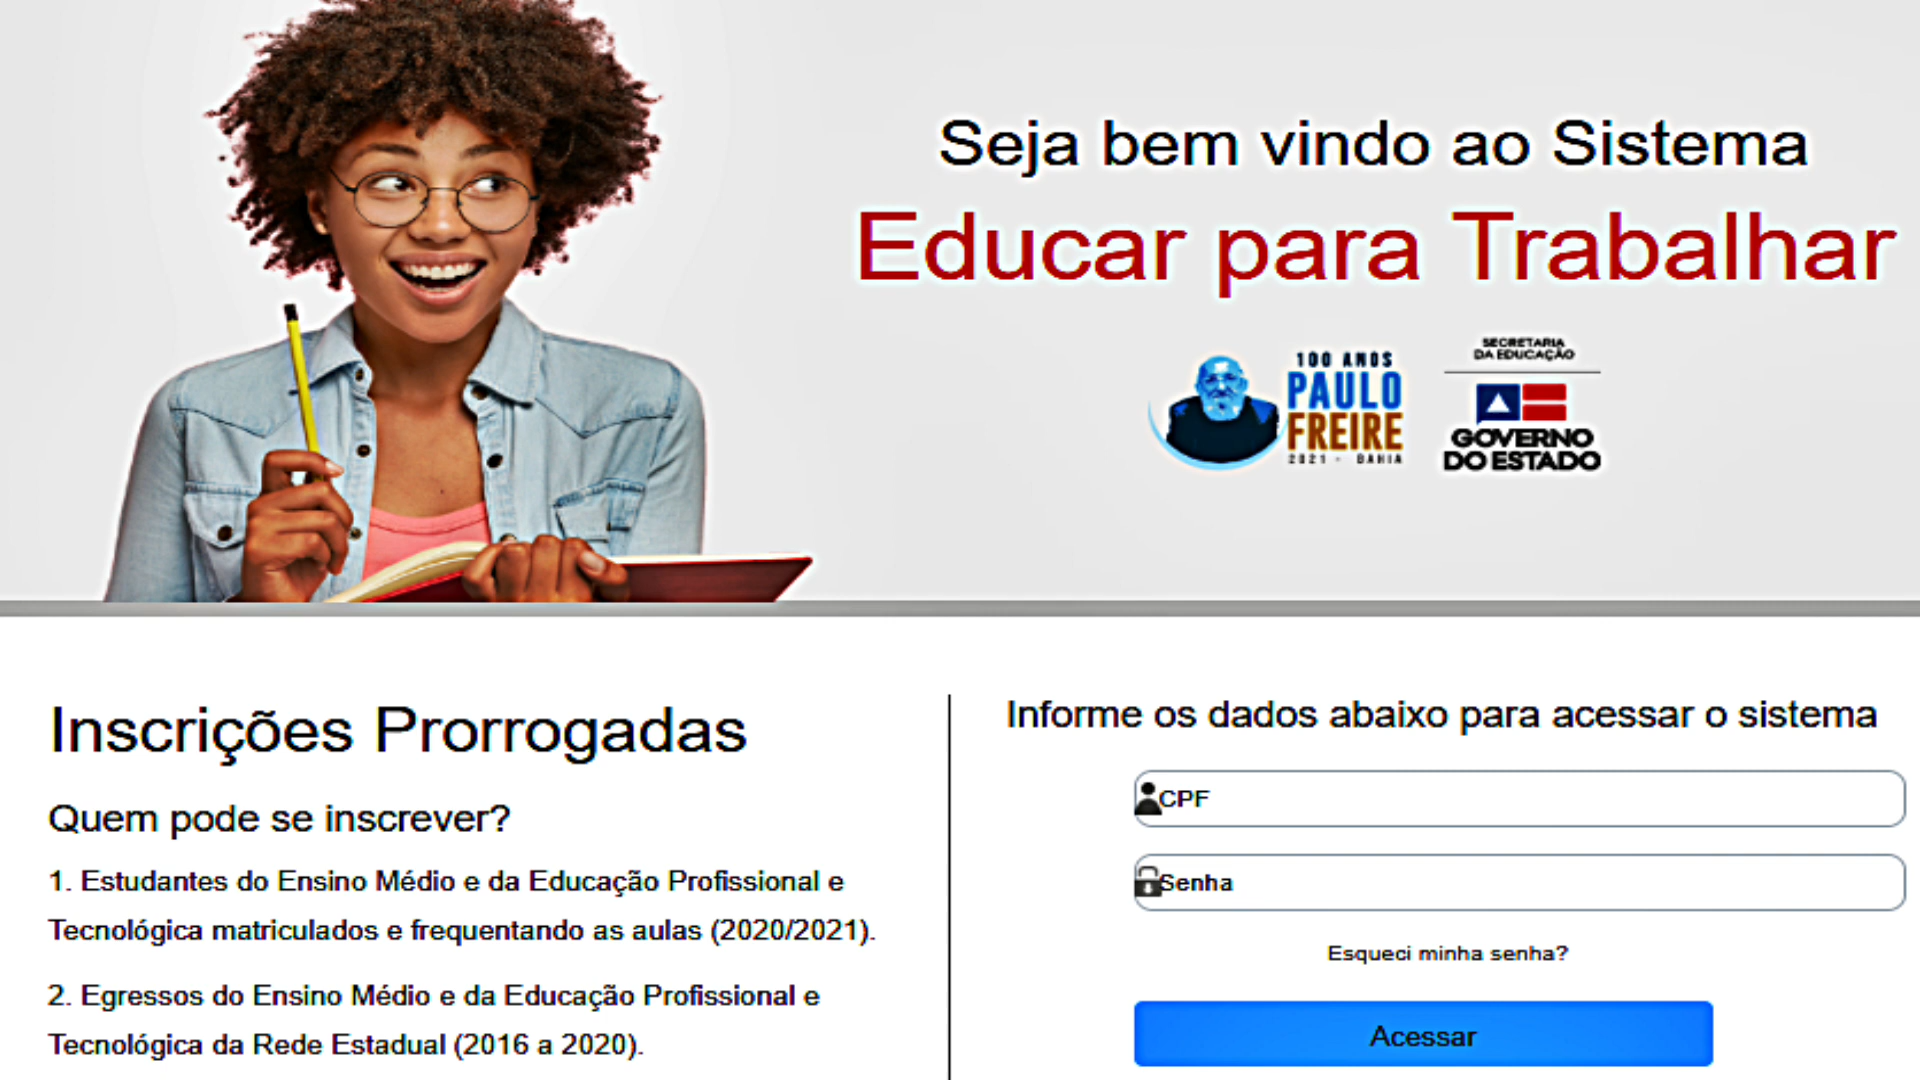 Seja bem vindo ao Sistema
Educar para Trabalhar
100 ANOS
PAULO
FREIRE
2021 - BAHIA
SECRETARIA
DA EDUCAÇÃO
GOVERNO
DO ESTADO
Inscrições Prorrogadas
Quem pode se inscrever?
1. Estudantes do Ensino Médio e da Educação Profissional e
Tecnológica matriculados e frequentando as aulas (2020/2021).
2. Egressos do Ensino Médio e da Educação Profissional e
Tecnológica da Rede Estadual (2016 a 2020).
Informe os dados abaixo para acessar o sistema
CPF
Senha
Esqueci minha senha?
Acessar